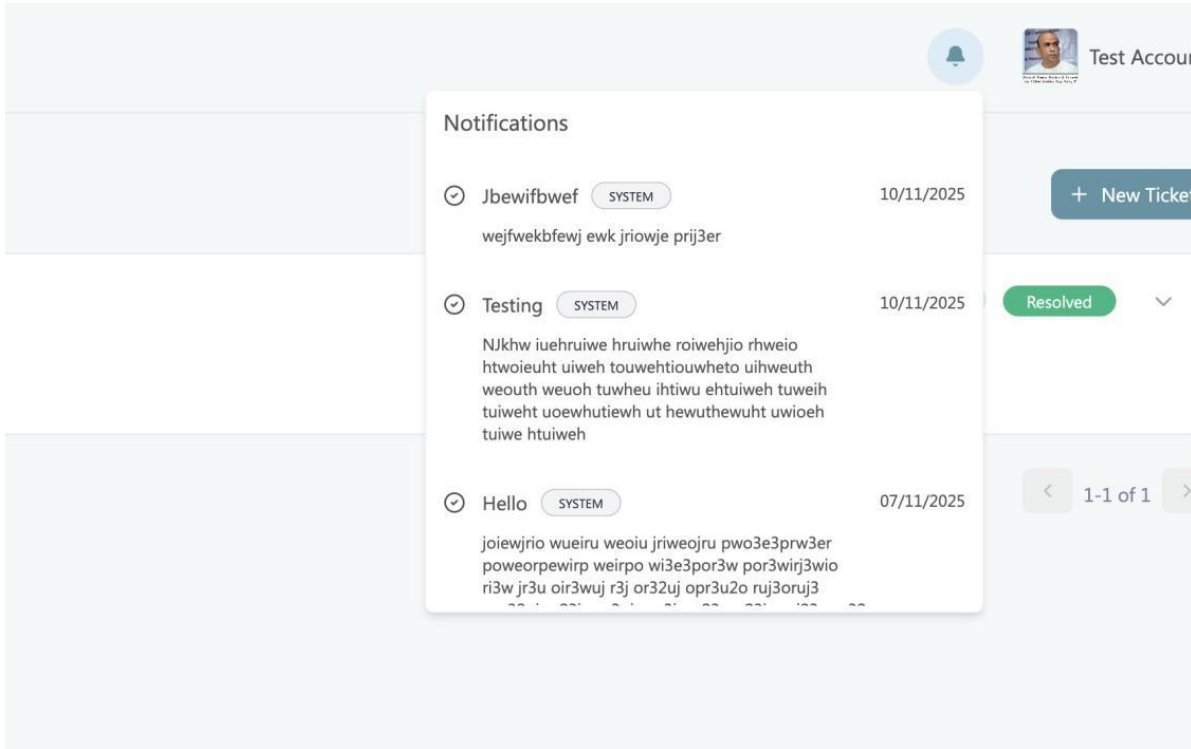 Test Accoun
Notifications
Jbewifbwef SYSTEM 10/11/2025
+ New Ticket
wejfwekbfewj ewk jriowje prij3er
Testing SYSTEM 10/11/2025
Resolved
NJkhw iuehruiwe hruiwhe roiwehjio rhweio
htwoieuht uiweh touwehtiouwheto uihweuth
weouth weuoh tuwheu ihtiwu ehtuiweh tuweih
tuiweht uoewhutiewh ut hewuthewuht uwioeh
tuiwe htuiweh
Hello SYSTEM 07/11/2025
1-1 of 1
joiewjrio wueiru weoiu jriweojru pwo3e3prw3er
poweorpewirp weirpo wi3e3por3w por3wirj3wio
ri3w jr3u oir3wuj r3j or32uj opr3u2o ruj3oruj3